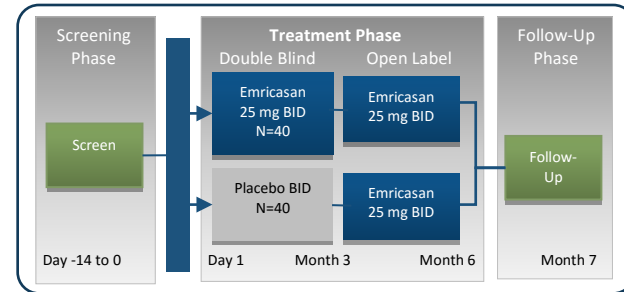 Screening
Phase
Treatment Phase
Double Blind
Open Label
Follow-Up
Phase
Screen
Emricasan
25 mg BID
N=40
Emricasan
25 mg BID
Placebo BID
N=40
Emricasan
25 mg BID
Follow-
Up
Day -14 to 0
Day 1
Month 3
Month 6
Month 7